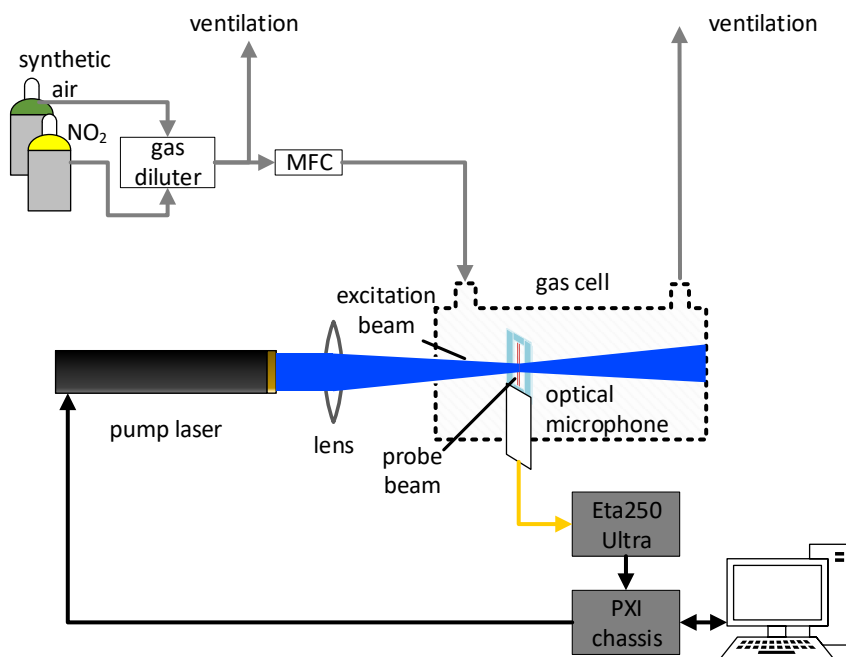 ventilation
ventilation
synthetic
air
NO₂
gas
diluter
MFC
gas cell
excitation
beam
optical
microphone
pump laser
lens
probe
beam
Eta250
Ultra
PXI
chassis